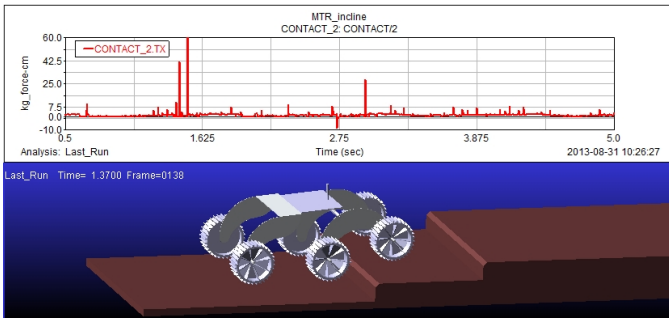 MTR_incline
CONTACT_2: CONTACT/2
CONTACT_2.TX
kg_force-cm
60.0
42.5
25.0
7.5
0.0
-10.0
0.5 1.625 2.75 3.875 5.0
Analysis: Last_Run Time (sec) 2013-08-31 10:26:27
Last_Run Time= 1.3700 Frame=0138